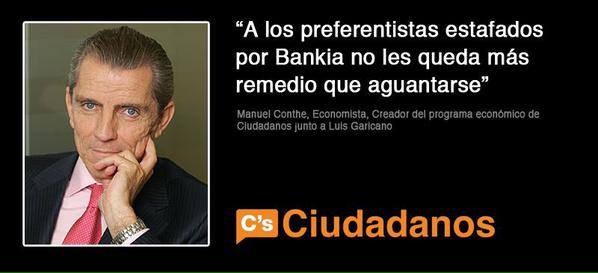 “A los preferentistas estafados
por Bankia no les queda más
remedio que aguantarse”
Manuel Conthe, Economista, Creador del programa económico de
Ciudadanos junto a Luis Garicano
C's Ciudadanos